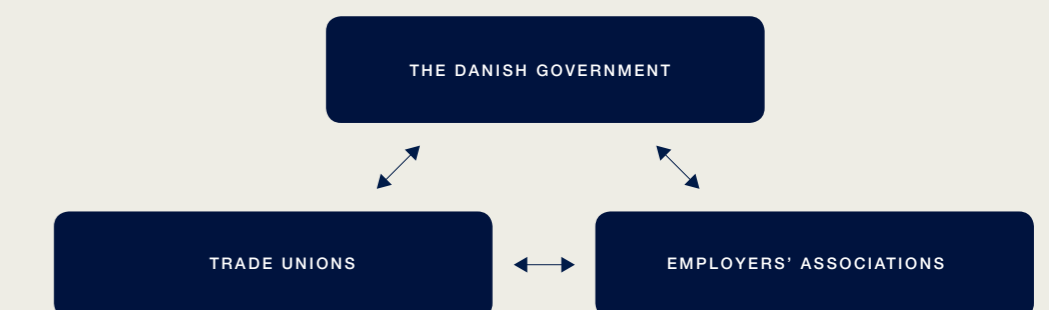 THE DANISH GOVERNMENT
TRADE UNIONS
EMPLOYERS’ ASSOCIATIONS